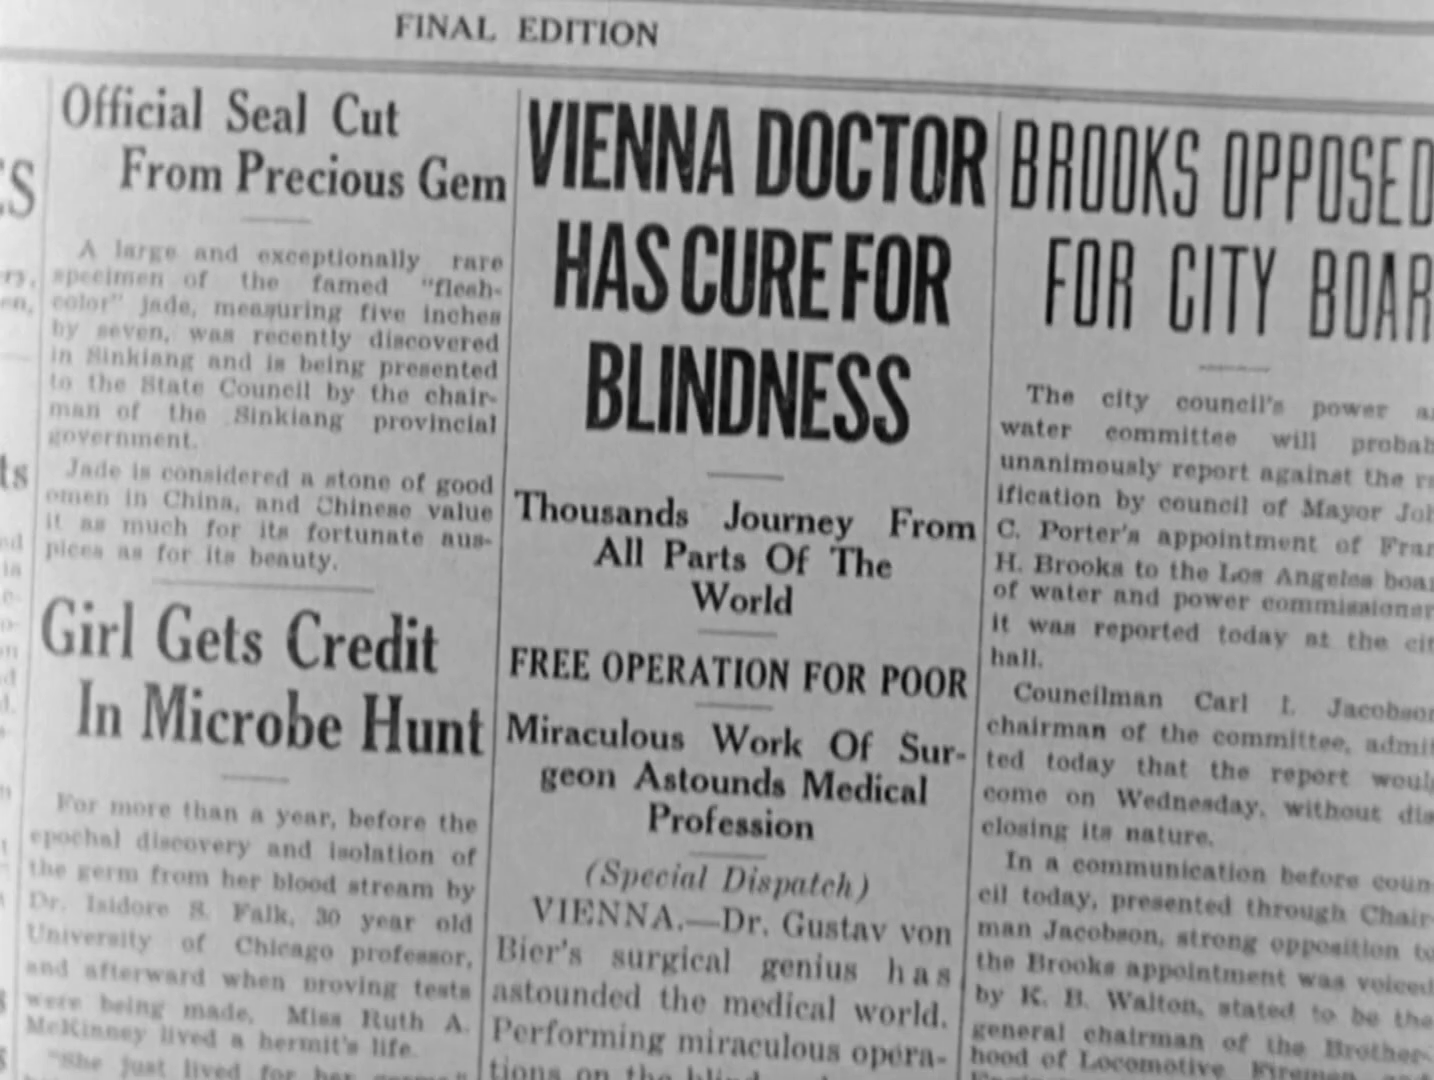 FINAL EDITION
Official Seal Cut
From Precious Gem
A large and exceptionally rare
specimen of the famed "flesh-
color" jade, measuring five inches
by seven, was recently discovered
in Sinkiang and is being presented
to the State Council by the chair-
man of the Sinkiang provincial
government.
Jade is considered a stone of good
omen in China, and Chinese value
it as much for its fortunate aus-
pices as for its beauty.
Girl Gets Credit
In Microbe Hunt
For more than a year, before the
epochal discovery and isolation of
the germ from her blood stream by
Dr. Isidore S. Falk, 30 year old
University of Chicago professor,
and afterward when proving tests
were being made, Miss Ruth A.
McKinney lived a hermit's life.
"She just lived for her
VIENNA DOCTOR
HAS CURE FOR
BLINDNESS
Thousands Journey From
All Parts Of The
World
FREE OPERATION FOR POOR
Miraculous Work Of Sur-
geon Astounds Medical
Profession
(Special Dispatch)
VIENNA.—Dr. Gustav von
Bier's surgical genius has
astounded the medical world.
Performing miraculous opera-
tions on the
BROOKS OPPOSED
FOR CITY BOAR
The city council's power a
water committee will probab
unanimously report against the r
ification by council of Mayor Joh
C. Porter's appointment of Fran
H. Brooks to the Los Angeles boar
of water and power commissioner
it was reported today at the cit
hall.
Councilman Carl I. Jacobson
chairman of the committee, admit
ted today that the report would
come on Wednesday, without dis
closing its nature.
In a communication before coun
cil today, presented through Chair-
man Jacobson, strong opposition to
the Brooks appointment was voiced
by K. B. Walton, stated to be the
general chairman of the Brother-
hood of Locomotive Firemen and